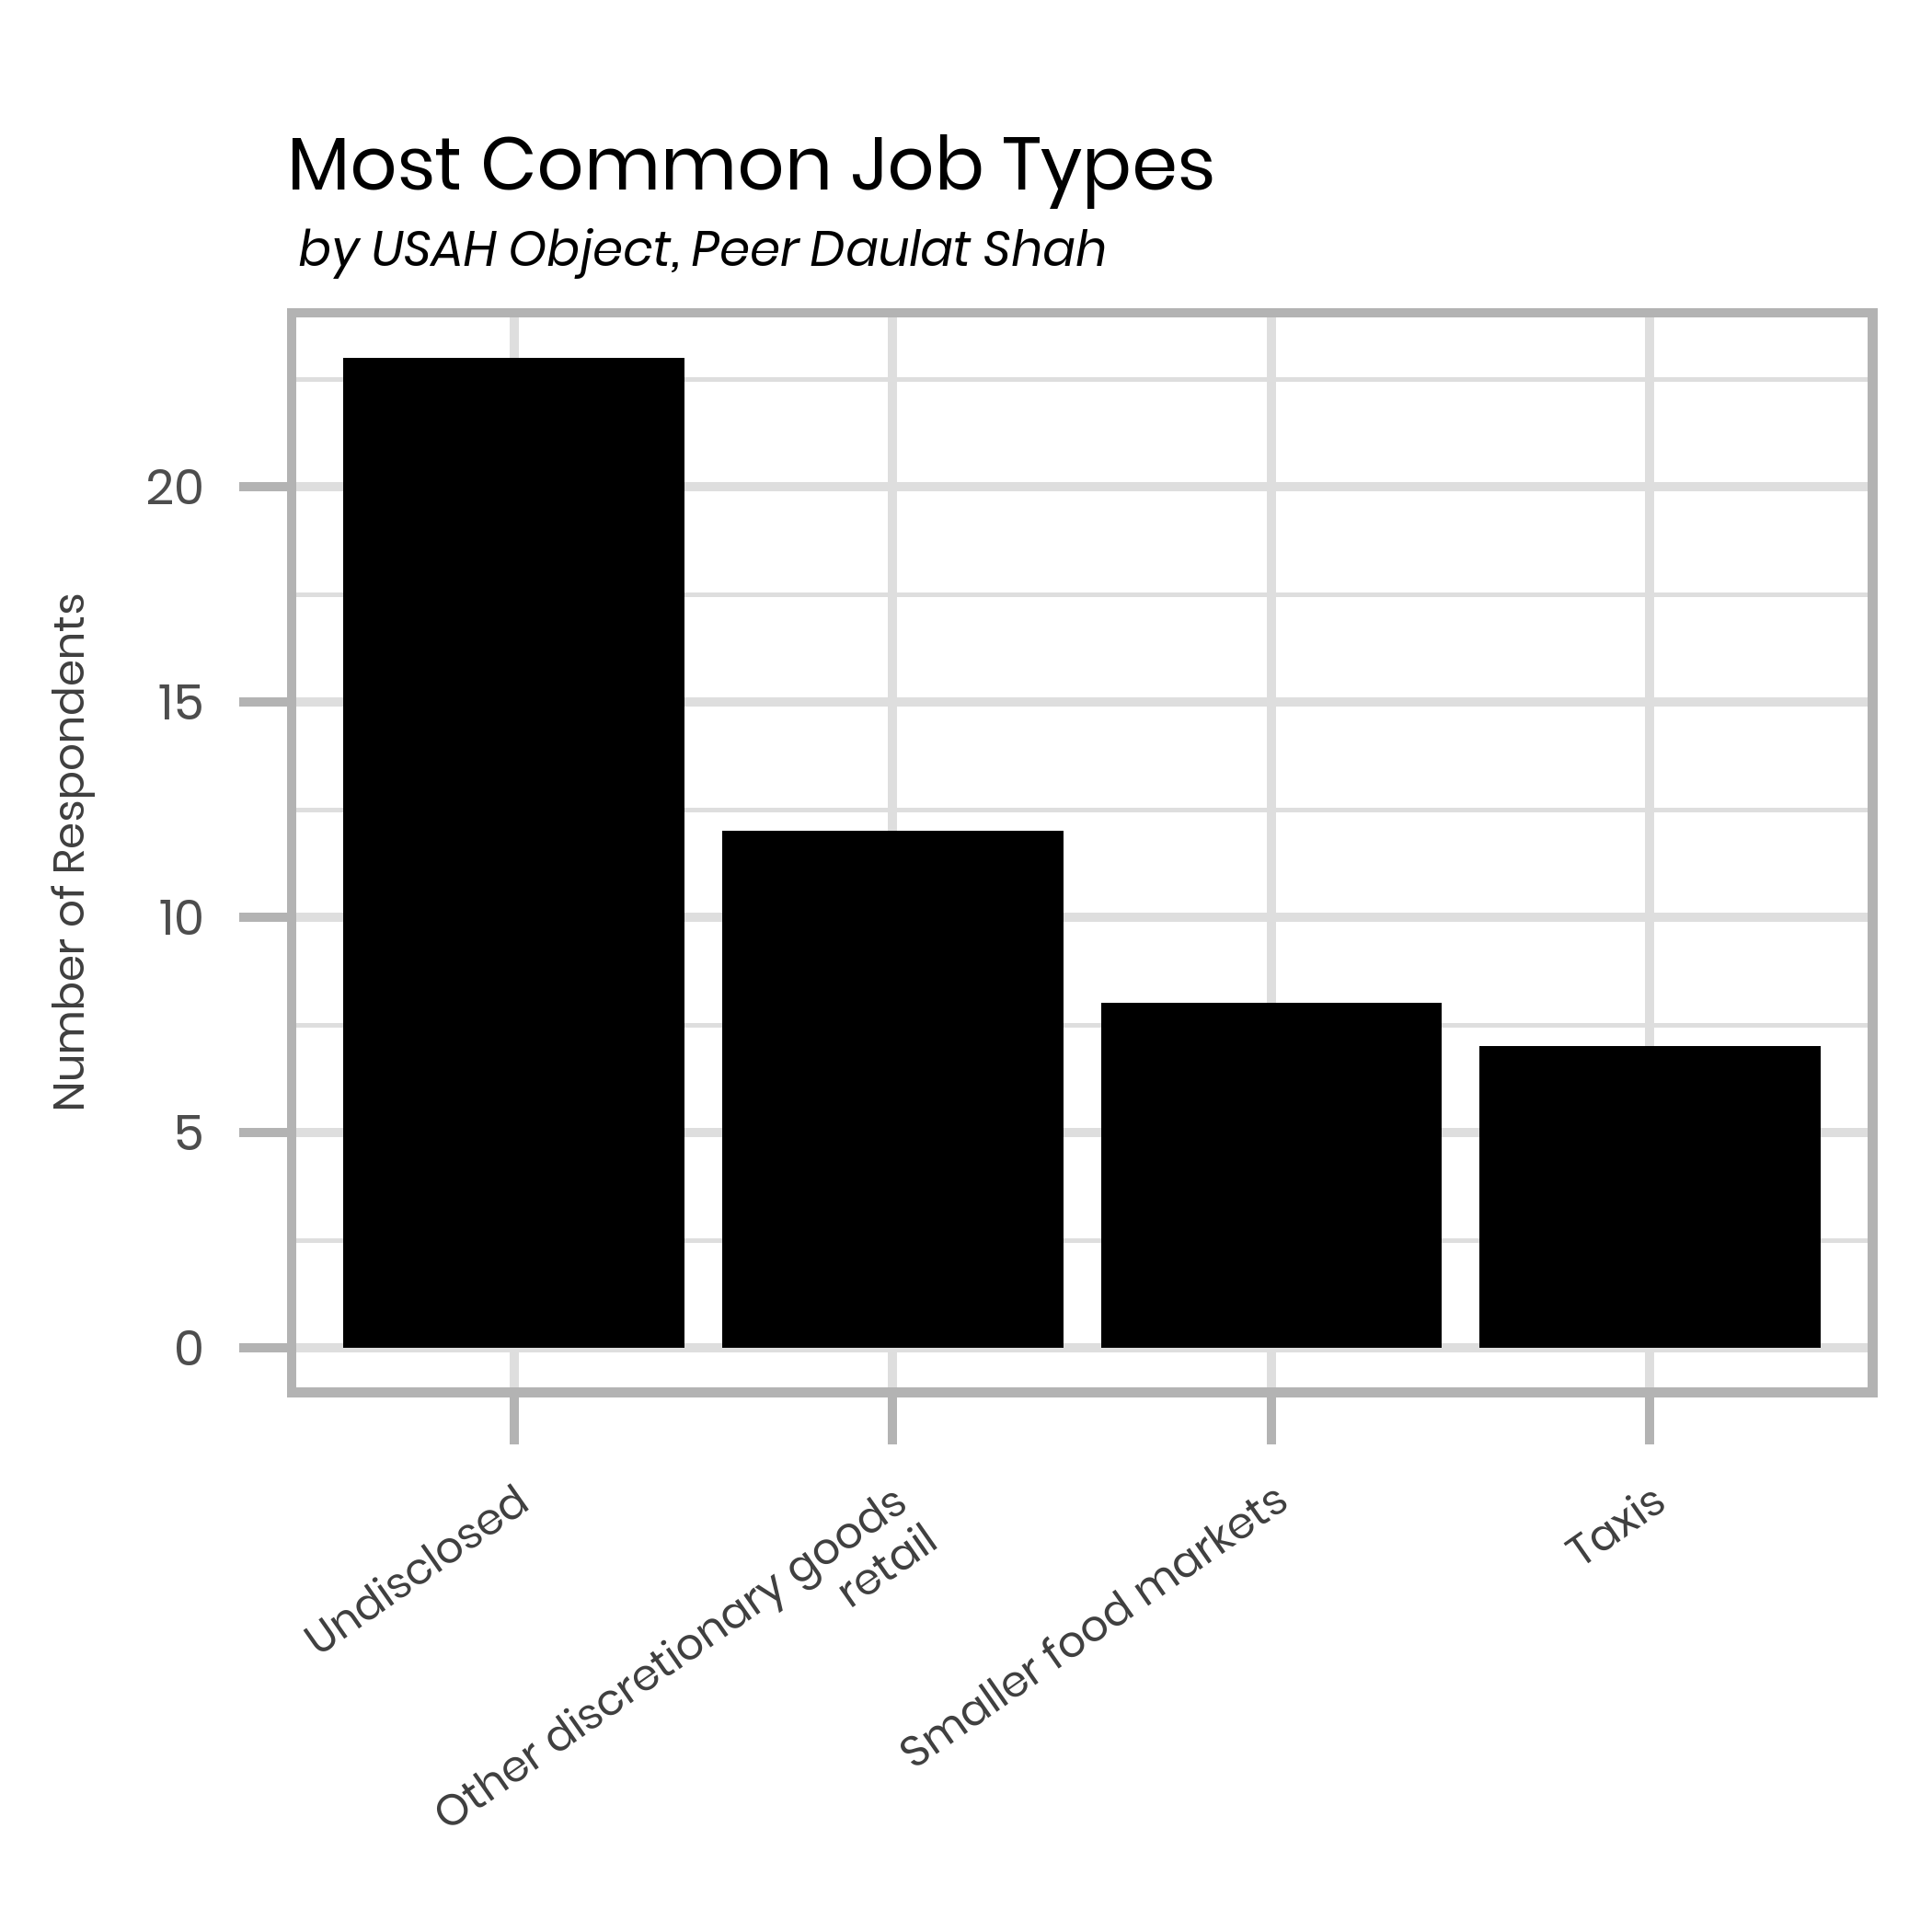 Most Common Job Types
by USAH Object, Peer Daulat Shah
Number of Respondents
20
15
10
5
0
Undisclosed
Other discretionary goods
retail
Smaller food markets
Taxis